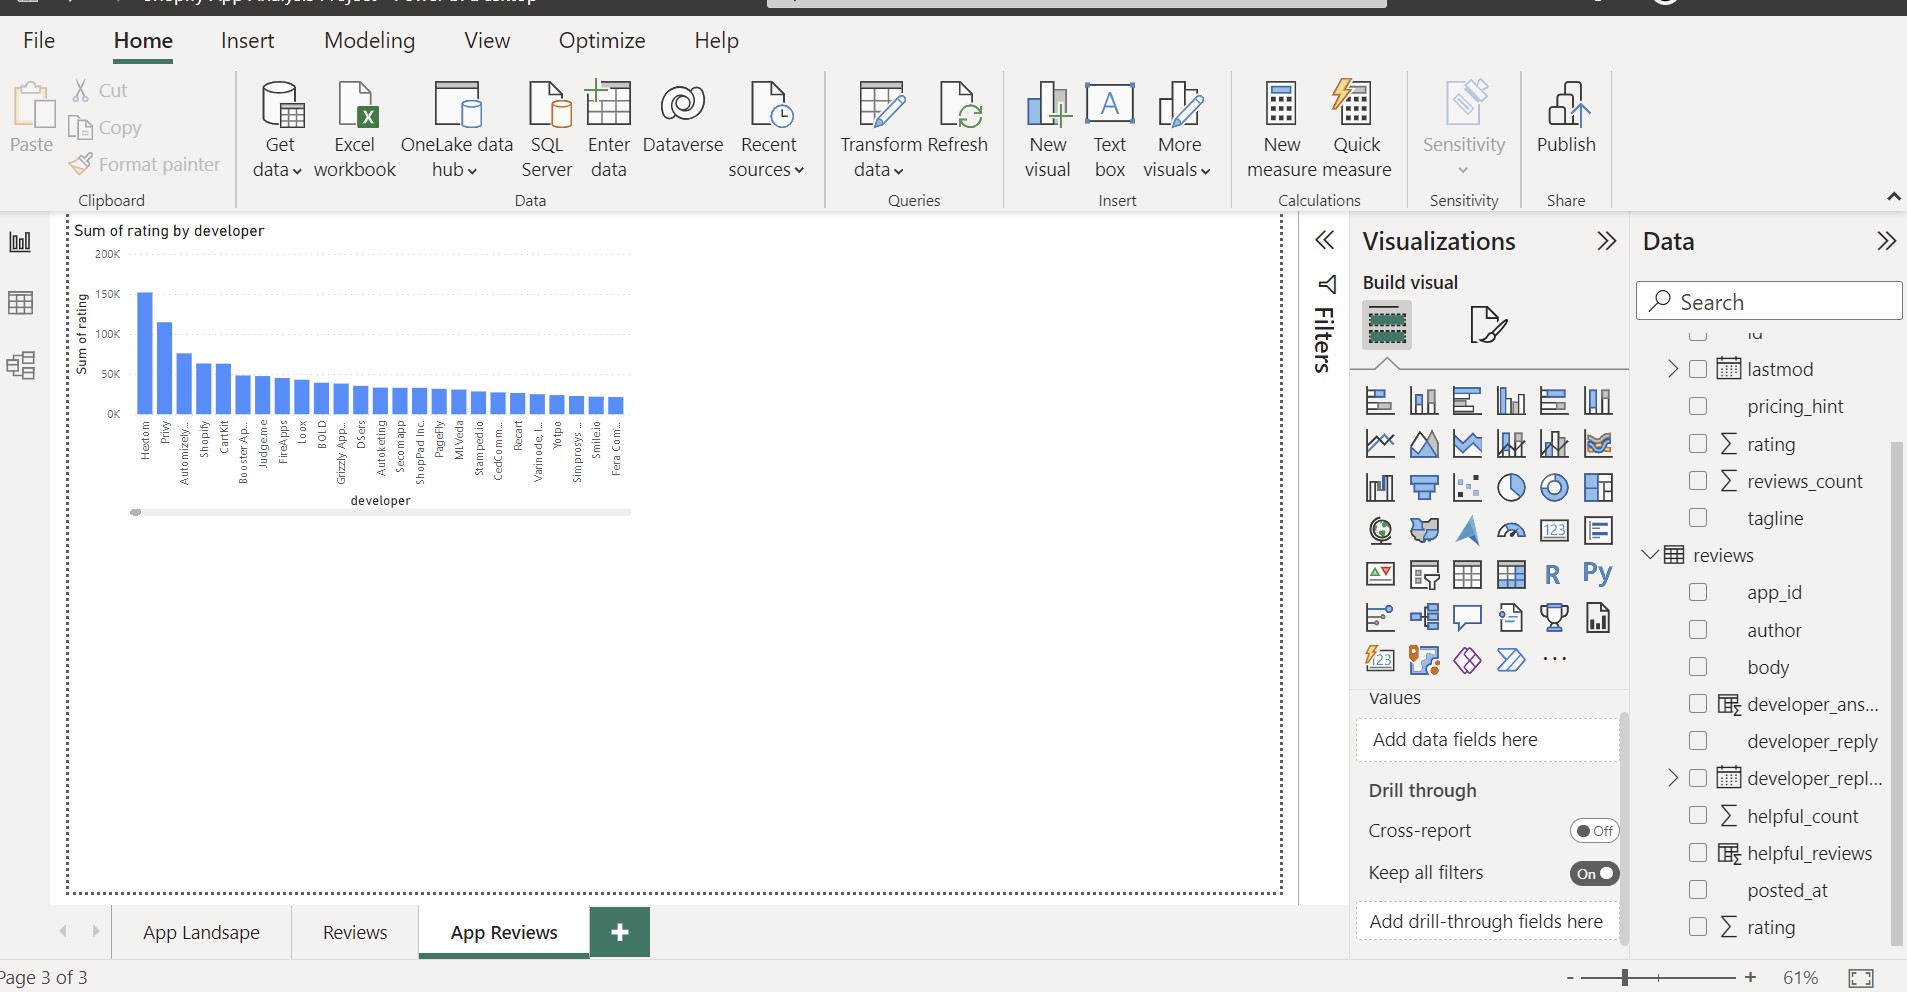 File Home Insert Modeling View Optimize Help
Paste
Cut
Copy
Format painter
Clipboard
Get data
Excel workbook
OneLake data hub
SQL Server
Enter data
Dataverse
Recent sources
Data
Transform data
Refresh
Queries
New visual
Text box
More visuals
Insert
New measure
Quick measure
Calculations
Sensitivity
Sensitivity
Publish
Share
Sum of rating by developer
Sum of rating
200K
150K
100K
50K
0K
Hextom
Privy
Automizely...
Shopify
CartKit
Booster Ap...
Judge.me
FireApps
Loox
BOLD
Grizzly App...
DSers
Autoketing
Secomapp
ShopPad Inc.
PageFly
MLVeda
Stamped.io
CedComm...
Recart
Varinode, I...
Yotpo
Simprosys ...
Smile.io
Fera Com...
developer
Filters
Visualizations
Build visual
123
R
Py
123
...
Values
Add data fields here
Drill through
Cross-report
Off
Keep all filters
On
Add drill-through fields here
Data
Search
id
lastmod
pricing_hint
rating
reviews_count
tagline
reviews
app_id
author
body
developer_ans...
developer_reply
developer_repl...
helpful_count
helpful_reviews
posted_at
rating
App Landsape
Reviews
App Reviews
+
Page 3 of 3
- + 61%